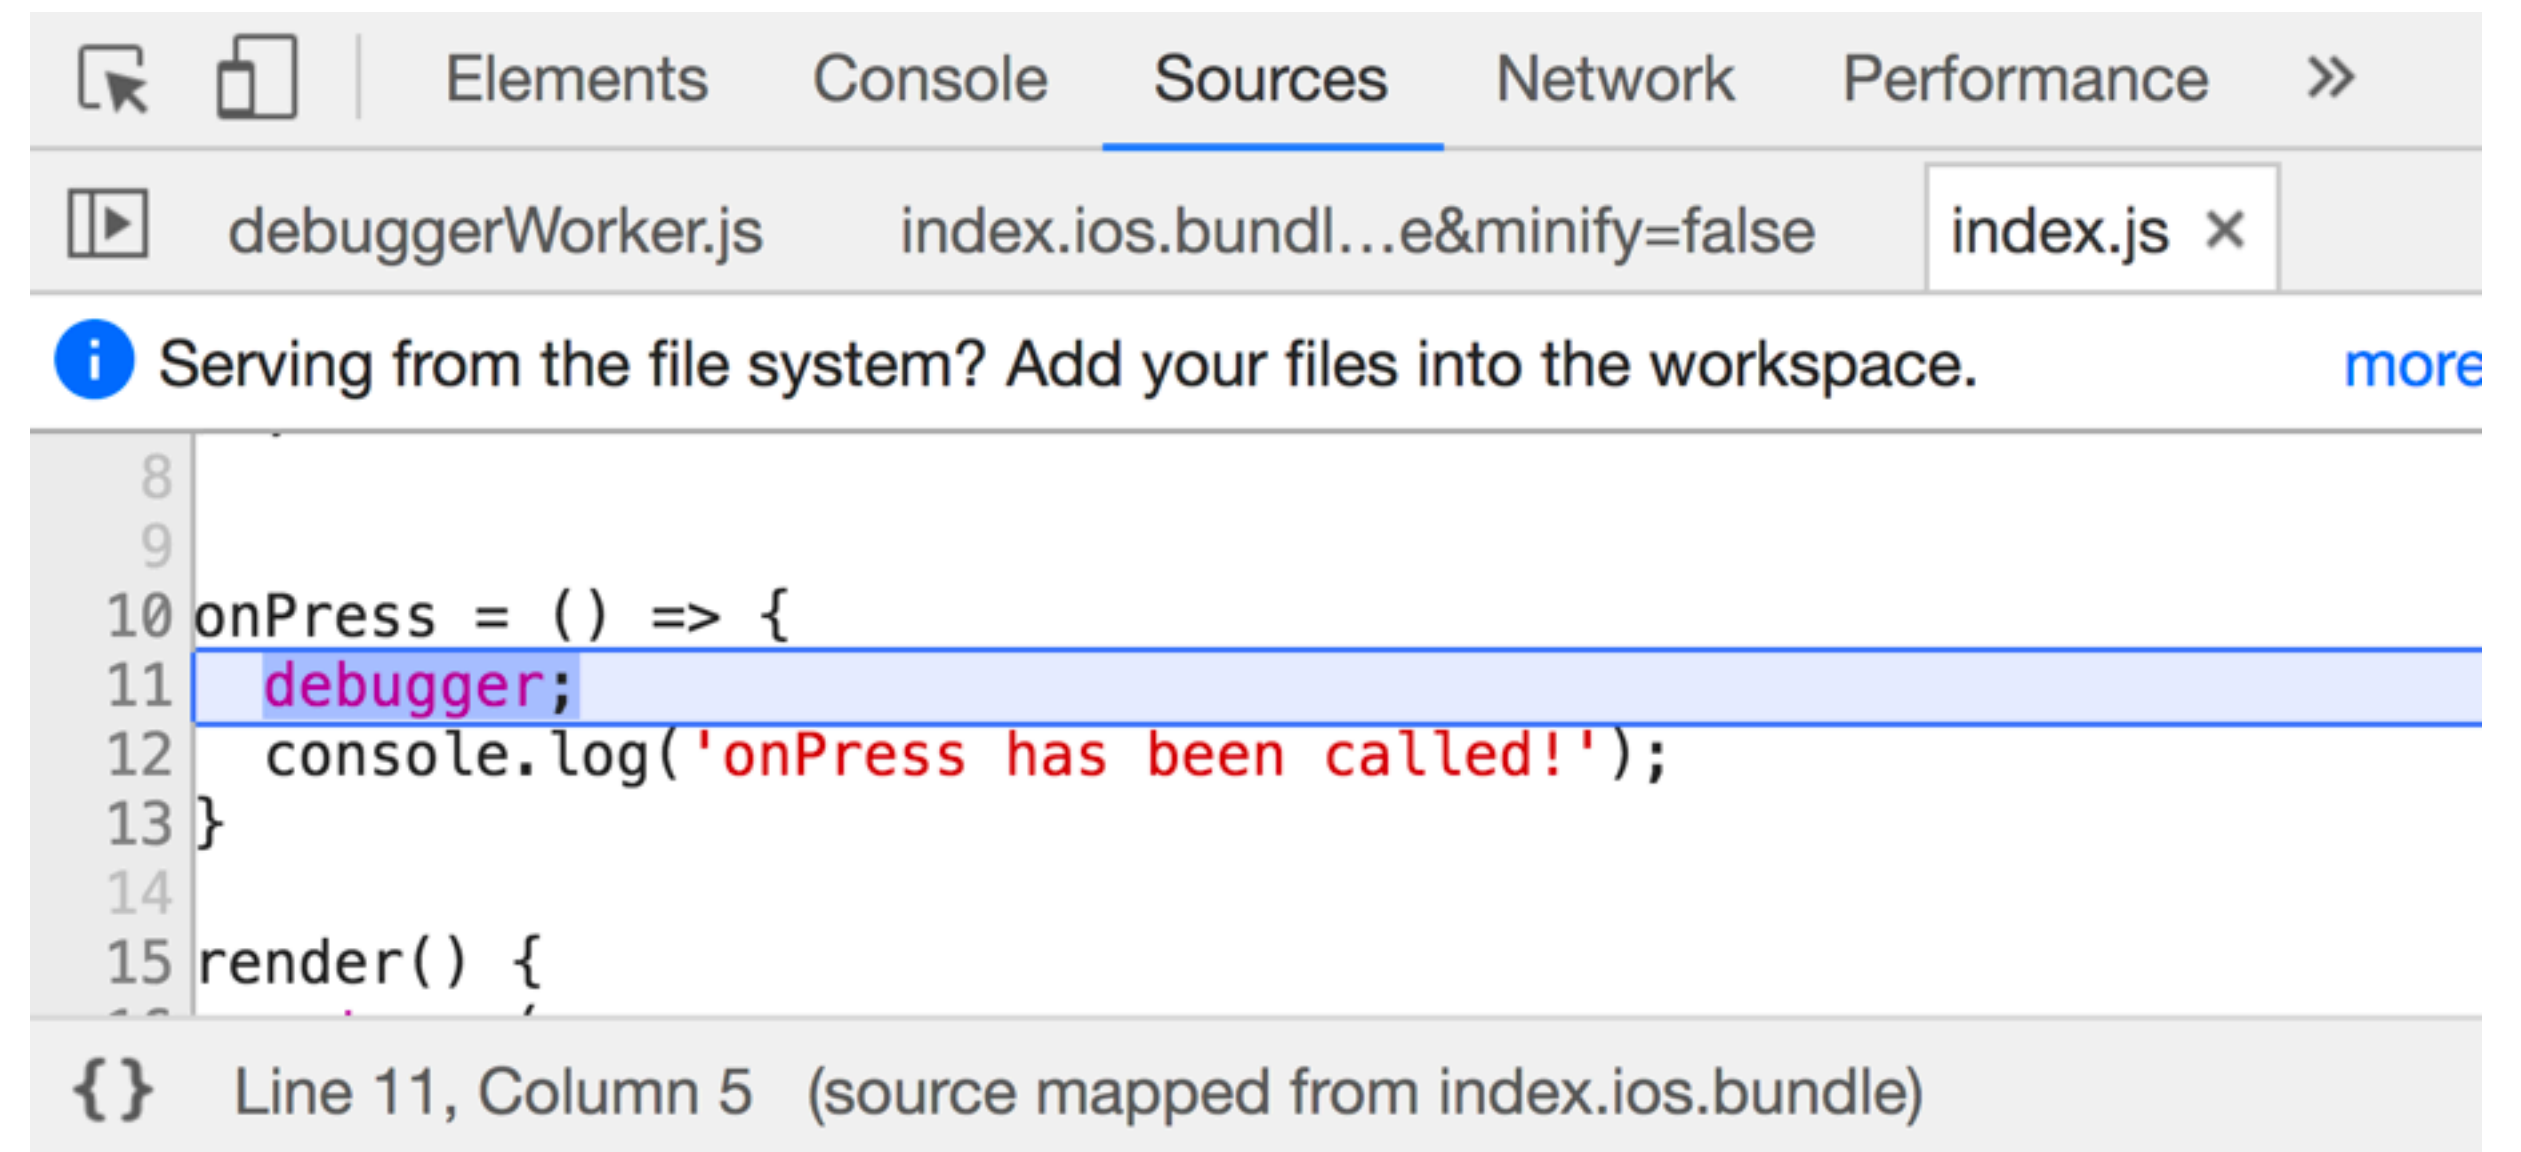 Elements Console Sources Network Performance »
debuggerWorker.js index.ios.bundl…e&minify=false index.js ×
Serving from the file system? Add your files into the workspace. more
8
9
10 onPress = () => {
11 debugger;
12 console.log('onPress has been called!');
13 }
14
15 render() {
{} Line 11, Column 5 (source mapped from index.ios.bundle)